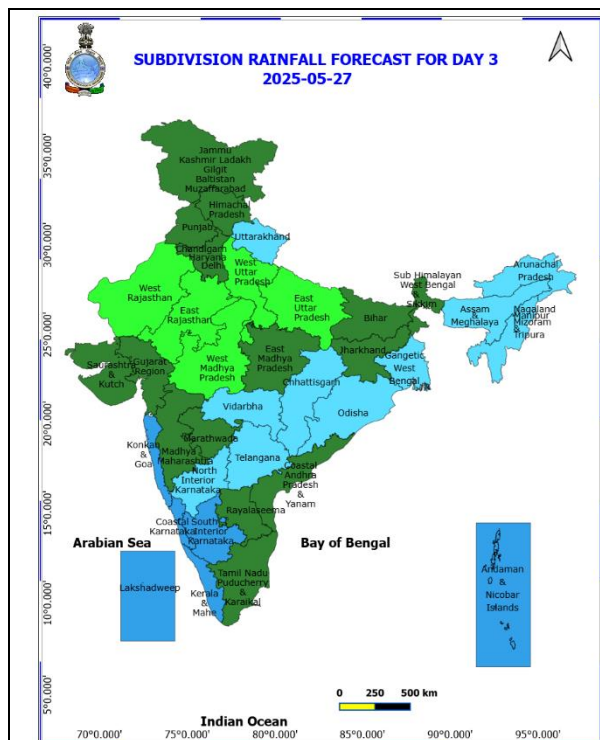 SUBDIVISION RAINFALL FORECAST FOR DAY 3
2025-05-27
40°0.000'
35°0.000'
30°0.000'
25°0.000'
20°0.000'
15°0.000'
10°0.000'
5°0.000'
Jammu
Kashmir Ladakh
Gilgit
Baltistan
Muzaffarabad
Himachal
Pradesh
Punjab
Uttarakhand
Chandigarh
Haryana
Delhi
West
Uttar
Pradesh
Arunachal
Pradesh
Sub Himalayan
West Bengal
&
Sikkim
West
Rajasthan
East
Rajasthan
East
Uttar
Pradesh
Bihar
Assam
&
Meghalaya
Nagaland
Manipur
Mizoram
&
Tripura
Saurashtra
&
Kutch
Gujarat
Region
West
Madhya
Pradesh
East
Madhya
Pradesh
Jharkhand
Gangetic
West
Bengal
Chhattisgarh
Vidarbha
Odisha
Konkan
&
Goa
Madhya
Maharashtra
Marathwada
Telangana
North
Interior
Karnataka
Coastal
Andhra
Pradesh
&
Yanam
Rayalaseema
Coastal
Karnataka
South
Interior
Karnataka
Arabian Sea
Bay of Bengal
Lakshadweep
Kerala
&
Mahe
Tamil Nadu
Puducherry
&
Karaikal
Andaman
&
Nicobar
Islands
0 250 500 km
Indian Ocean
70°0.000' 75°0.000' 80°0.000' 85°0.000' 90°0.000' 95°0.000'